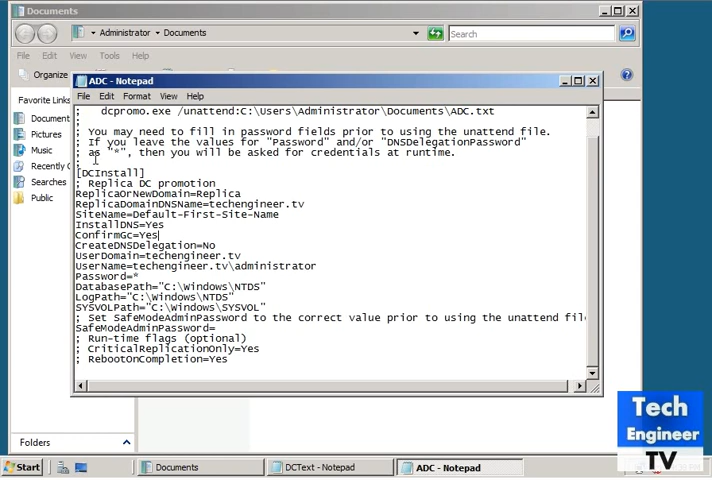 Documents
Administrator
Documents
Search
File Edit View Tools Help
Organize
Favorite Links
Document
Pictures
Music
Recently C
Searches
Public
Folders
ADC - Notepad
File Edit Format View Help
;   dcpromo.exe /unattend:C:\Users\Administrator\Documents\ADC.txt
;
; You may need to fill in password fields prior to using the unattend file.
; If you leave the values for "Password" and/or "DNSDelegationPassword"
; as "*", then you will be asked for credentials at runtime.
;
[DCInstall]
; Replica DC promotion
ReplicaOrNewDomain=Replica
ReplicaDomainDNSName=techengineer.tv
SiteName=Default-First-Site-Name
InstallDNS=Yes
ConfirmGc=Yes
CreateDNSDelegation=No
UserDomain=techengineer.tv
UserName=techengineer.tv\administrator
Password=*
DatabasePath="C:\Windows\NTDS"
LogPath="C:\Windows\NTDS"
SYSVOLPath="C:\Windows\SYSVOL"
; Set SafeModeAdminPassword to the correct value prior to using the unattend fil
SafeModeAdminPassword=
; Run-time flags (optional)
; CriticalReplicationOnly=Yes
; RebootOnCompletion=Yes
Start
Documents
DCText - Notepad
ADC - Notepad
Tech
Engineer
TV